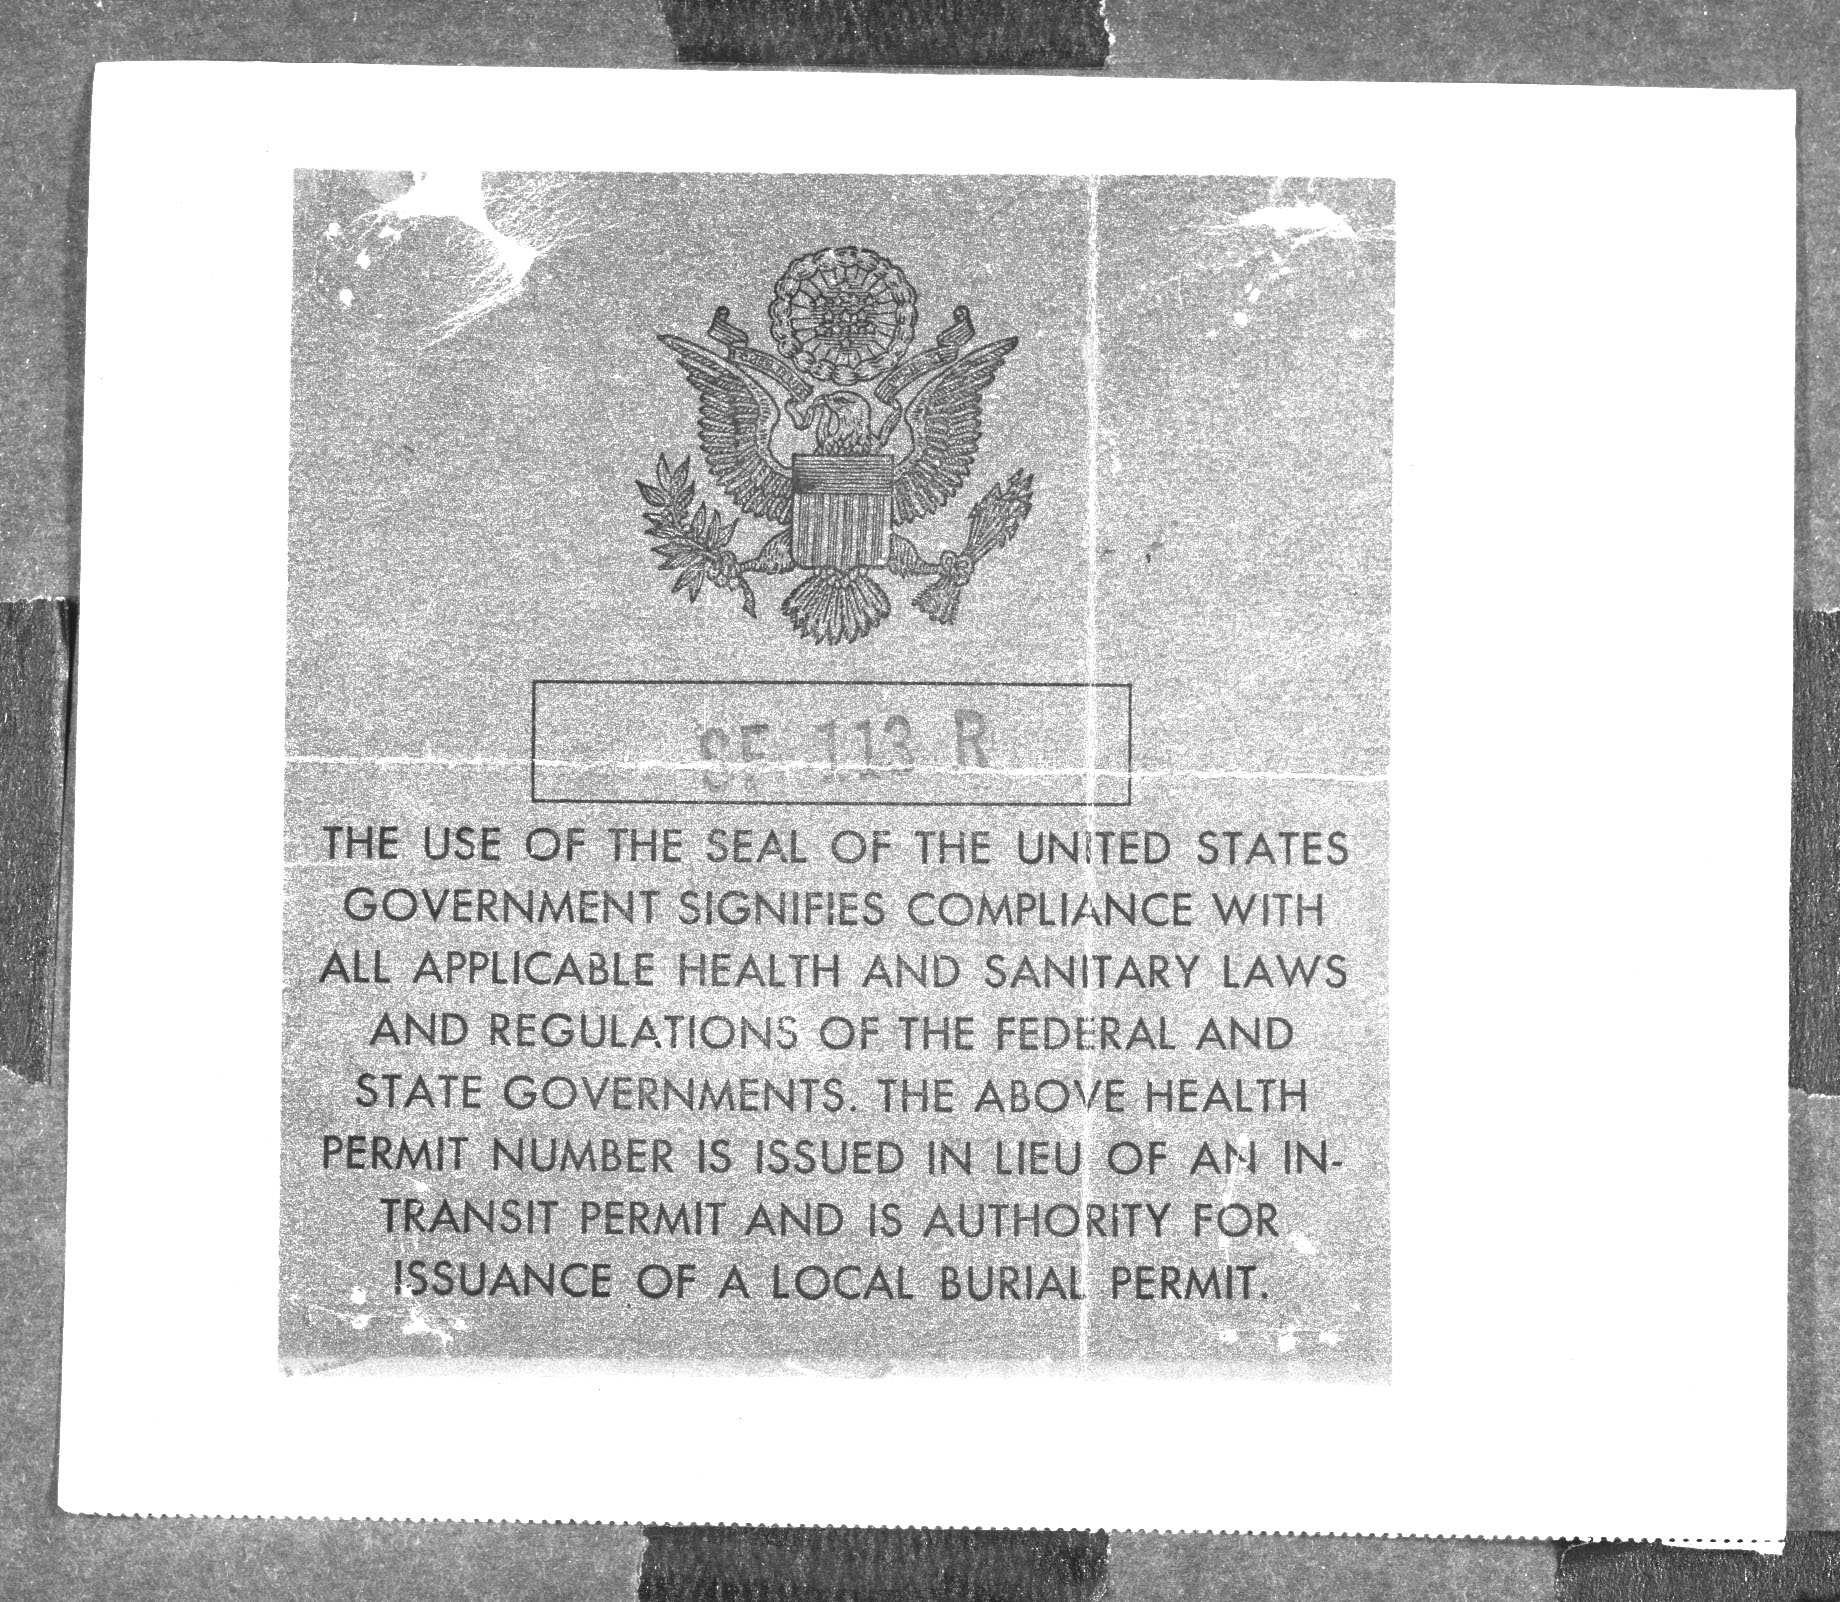 SF 113 R
THE USE OF THE SEAL OF THE UNITED STATES
GOVERNMENT SIGNIFIES COMPLIANCE WITH
ALL APPLICABLE HEALTH AND SANITARY LAWS
AND REGULATIONS OF THE FEDERAL AND
STATE GOVERNMENTS. THE ABOVE HEALTH
PERMIT NUMBER IS ISSUED IN LIEU OF AN IN-
TRANSIT PERMIT AND IS AUTHORITY FOR
ISSUANCE OF A LOCAL BURIAL PERMIT.